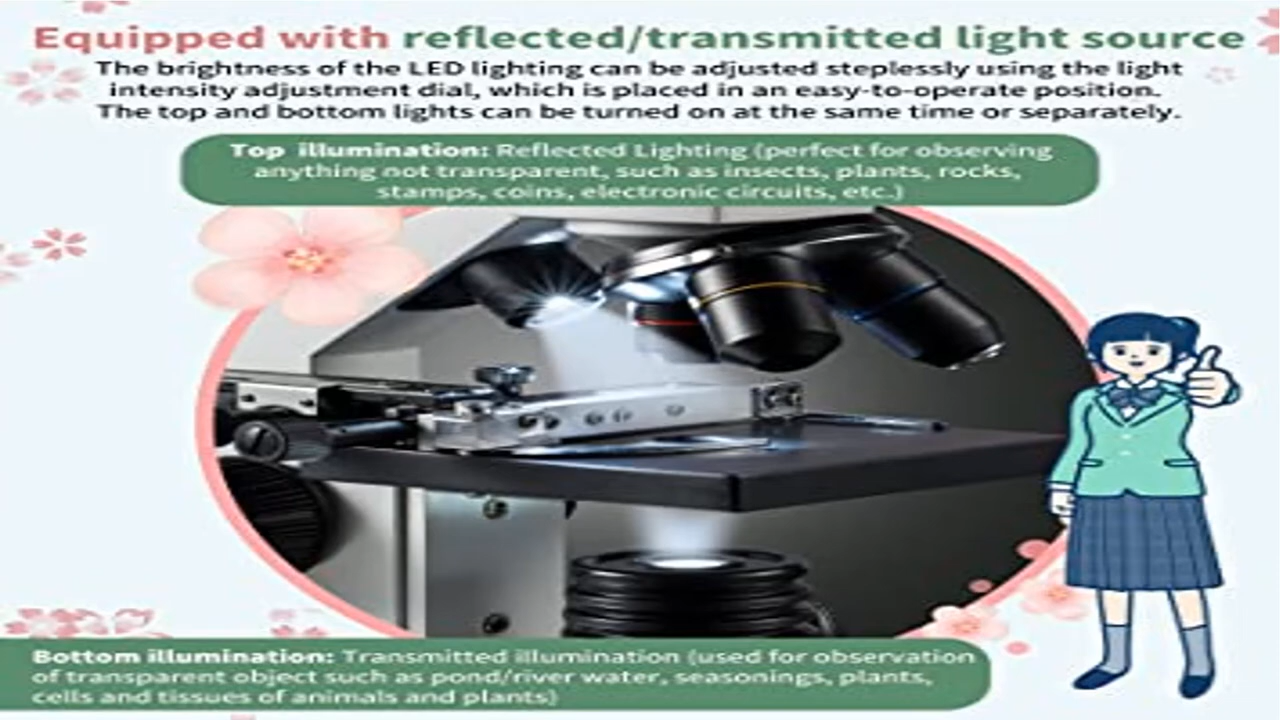 Equipped with reflected/transmitted light source
The brightness of the LED lighting can be adjusted steplessly using the light
intensity adjustment dial, which is placed in an easy-to-operate position.
The top and bottom lights can be turned on at the same time or separately.
Top illumination: Reflected Lighting (perfect for observing
anything not transparent, such as insects, plants, rocks,
stamps, coins, electronic circuits, etc.)
Bottom illumination: Transmitted illumination (used for observation
of transparent object such as pond/river water, seasonings, plants,
cells and tissues of animals and plants)